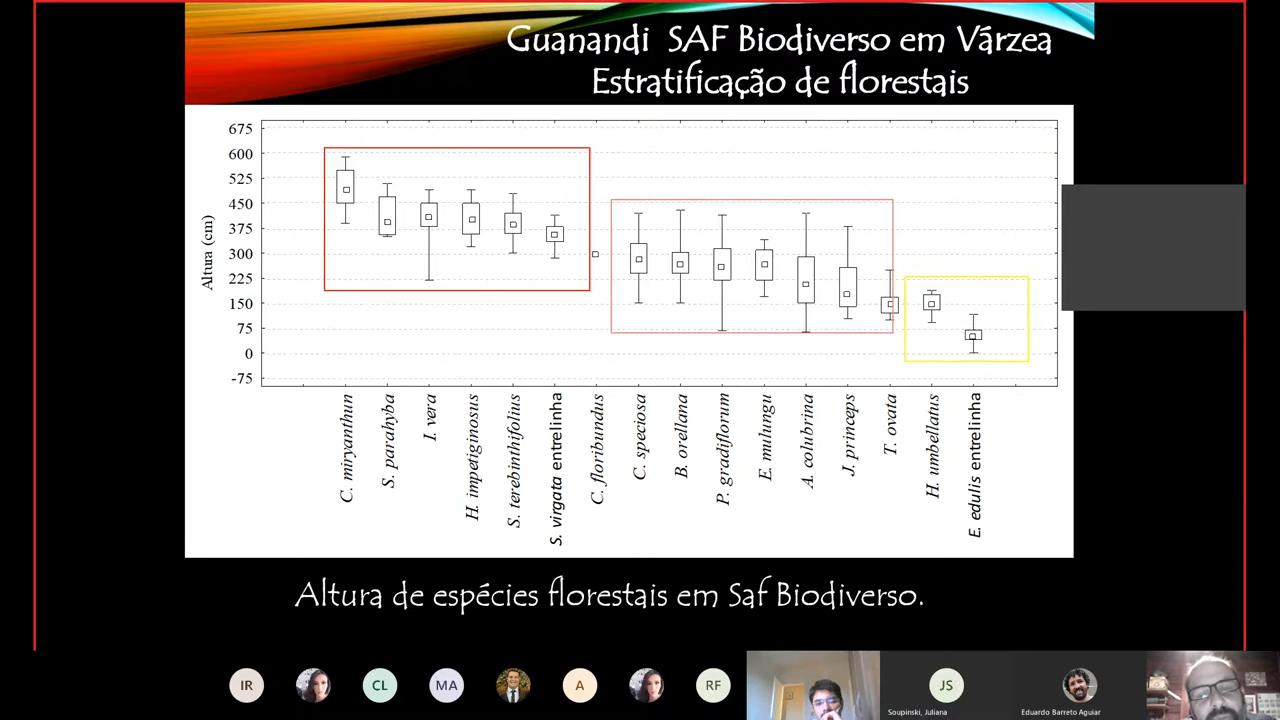 Guanandi SAF Biodiverso em Várzea
Estratificação de florestais
Altura (cm)
675
600
525
450
375
300
225
150
75
0
-75
C. miryanthun
S. parahyba
I. vera
H. impetiginosus
S. terebinthifolius
S. virgata entrelinha
C. floribundus
C. speciosa
B. orellana
P. gradiflorum
E. mulungu
A. colubrina
J. princeps
T. ovata
H. umbellatus
E. edulis entrelinha
Altura de espécies florestais em Saf Biodiverso.
IR
CL
MA
A
RF
JS
Soupinski, Juliana
Eduardo Barreto Aguiar